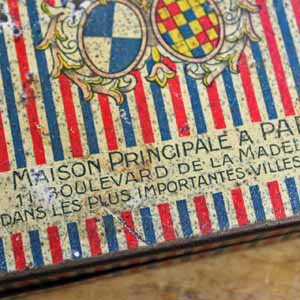 MAISON PRINCIPALE A PA
11 BOULEVARD DE LA MADEL
DANS LES PLUS IMPORTANTES VILLES